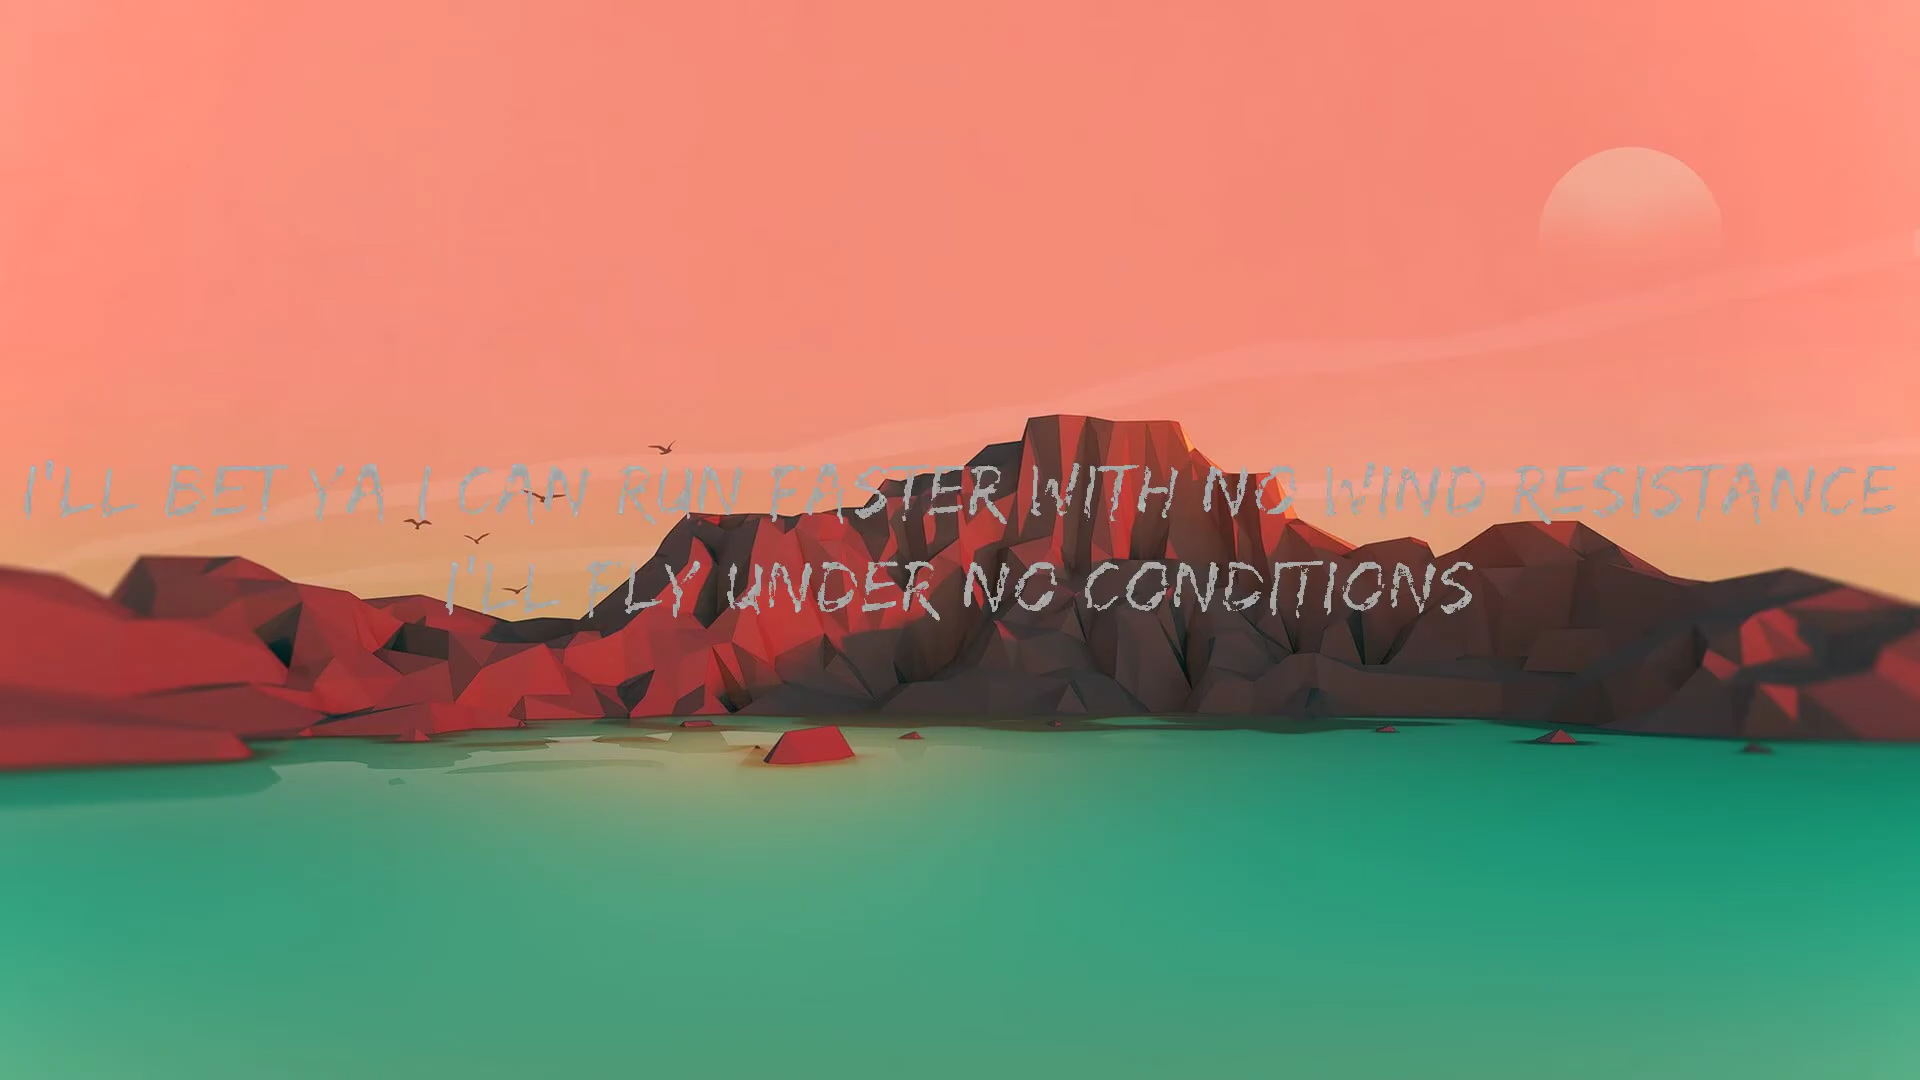 I'LL BET YA I CAN RUN FASTER WITH NO WIND RESISTANCE
I'LL FLY UNDER NO CONDITIONS